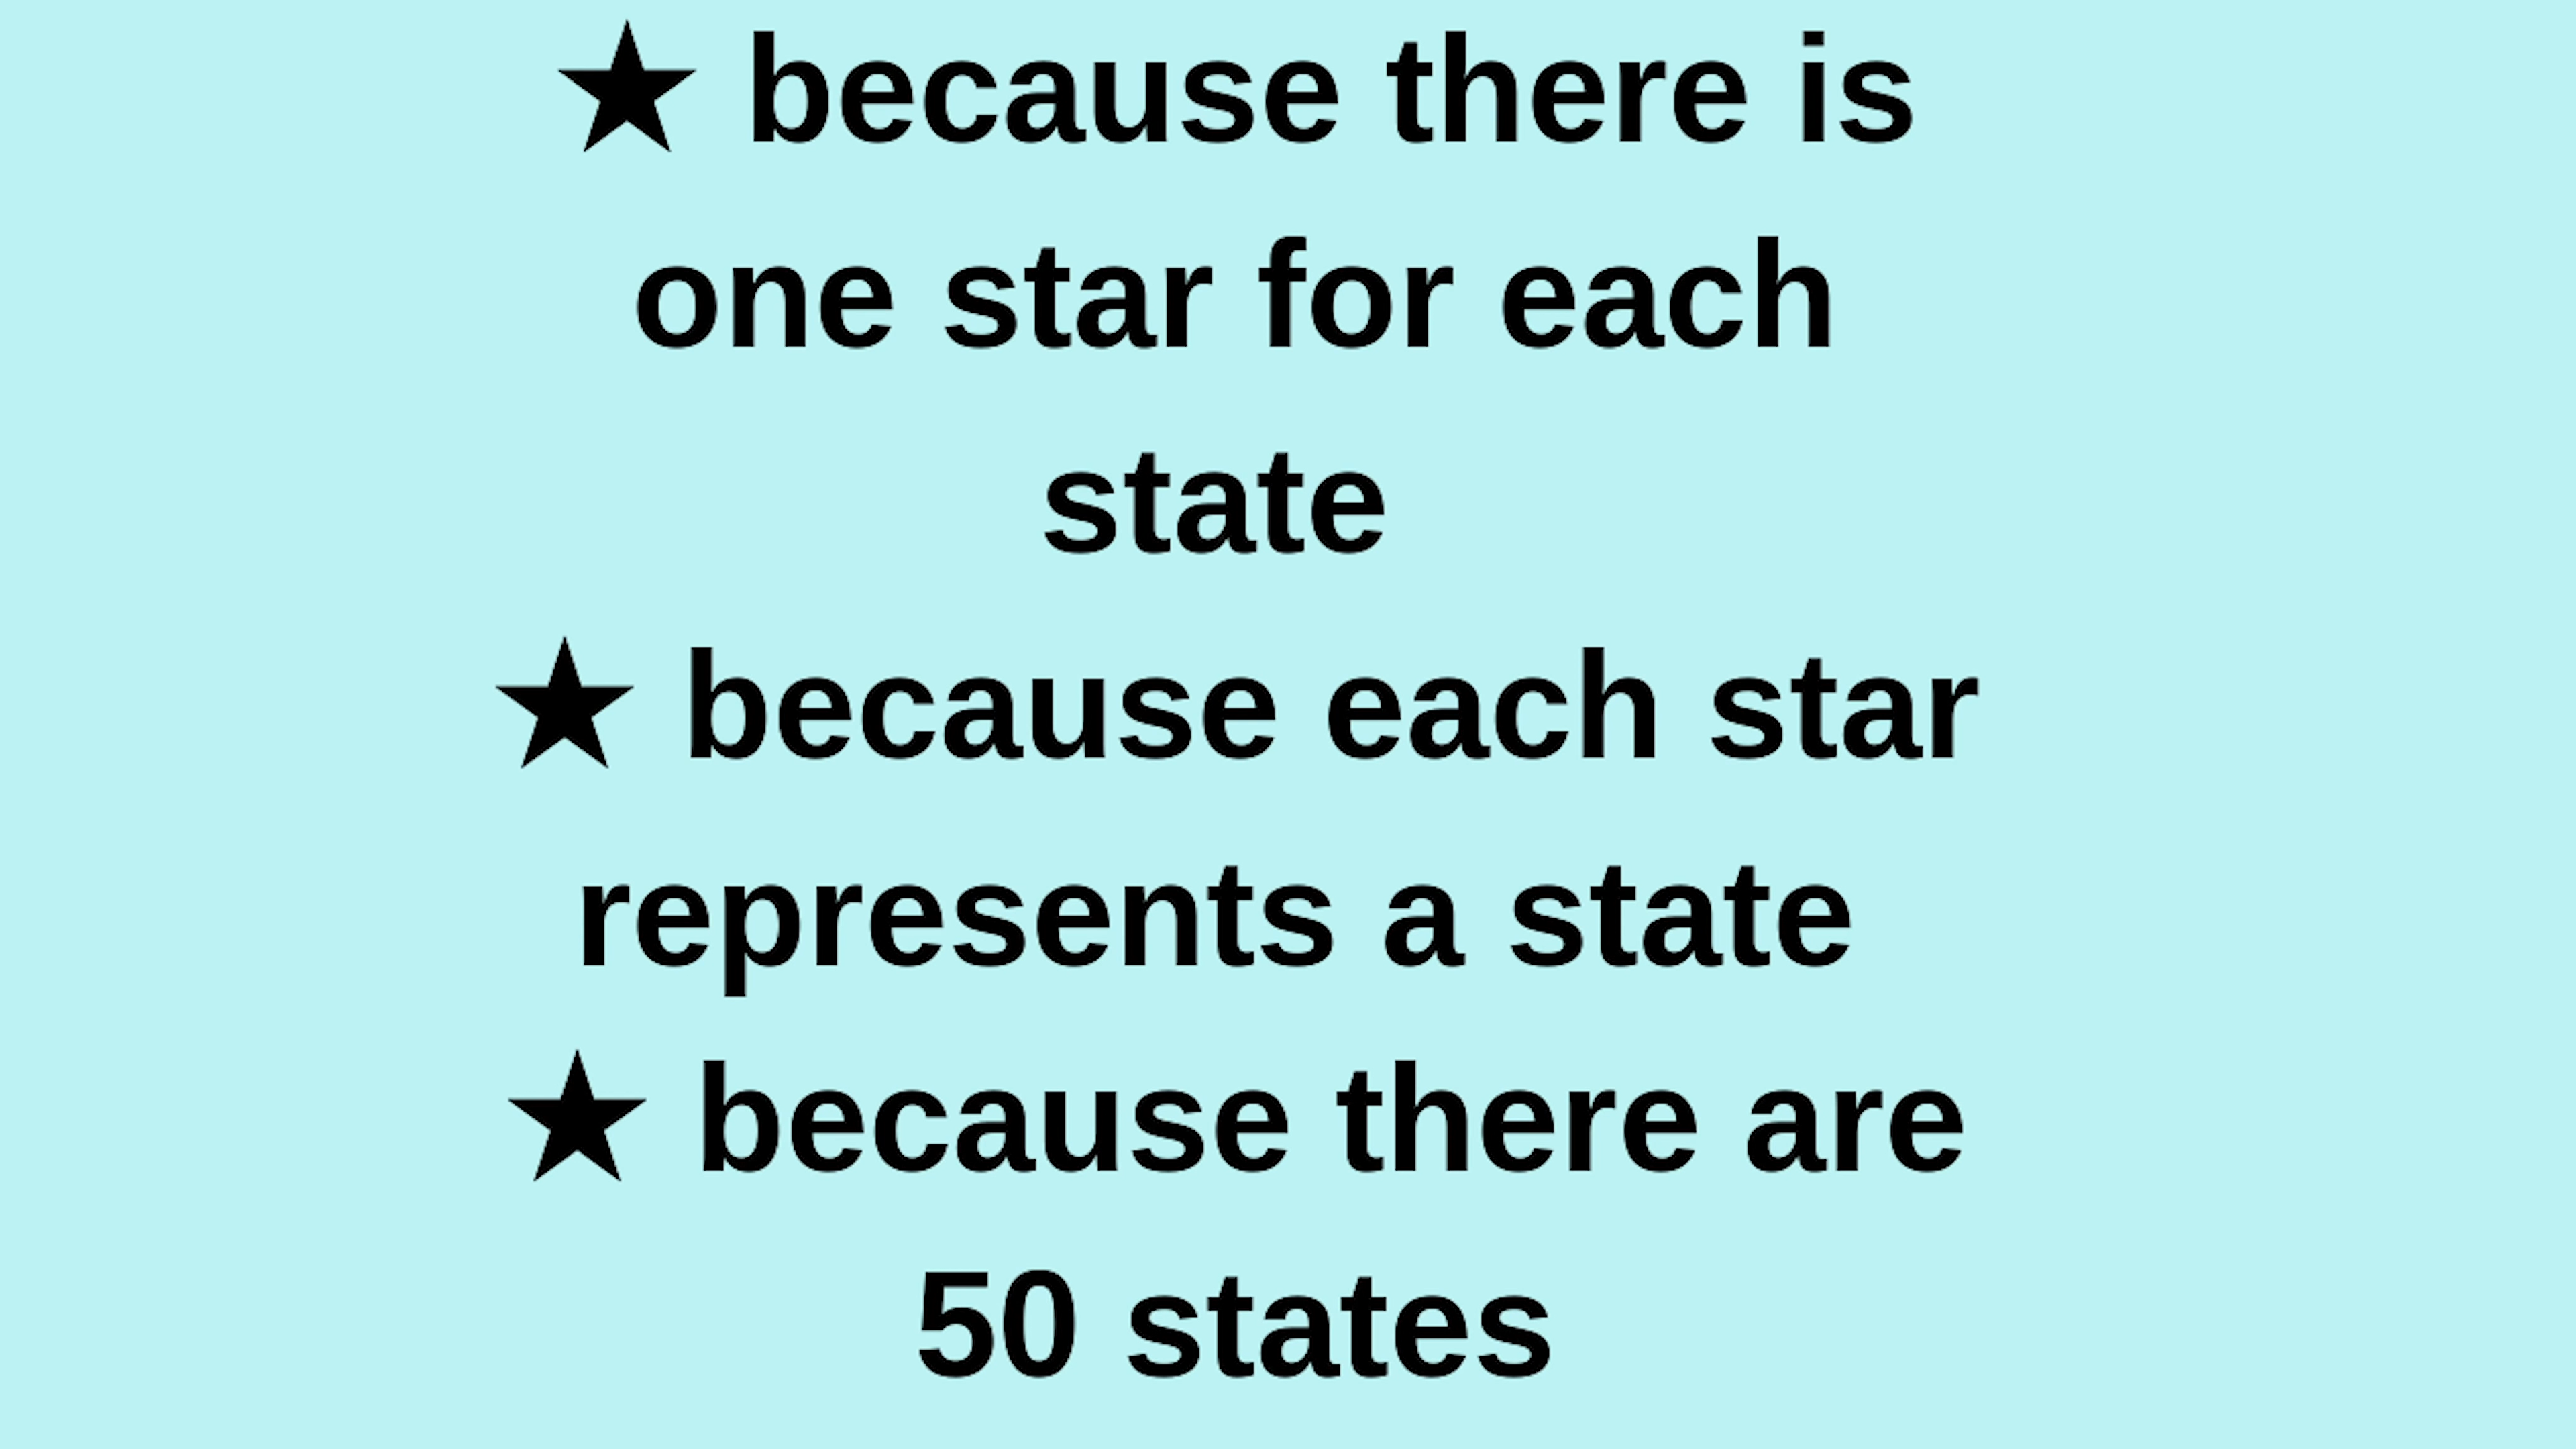 ★ because there is
one star for each
state
★ because each star
represents a state
★ because there are
50 states